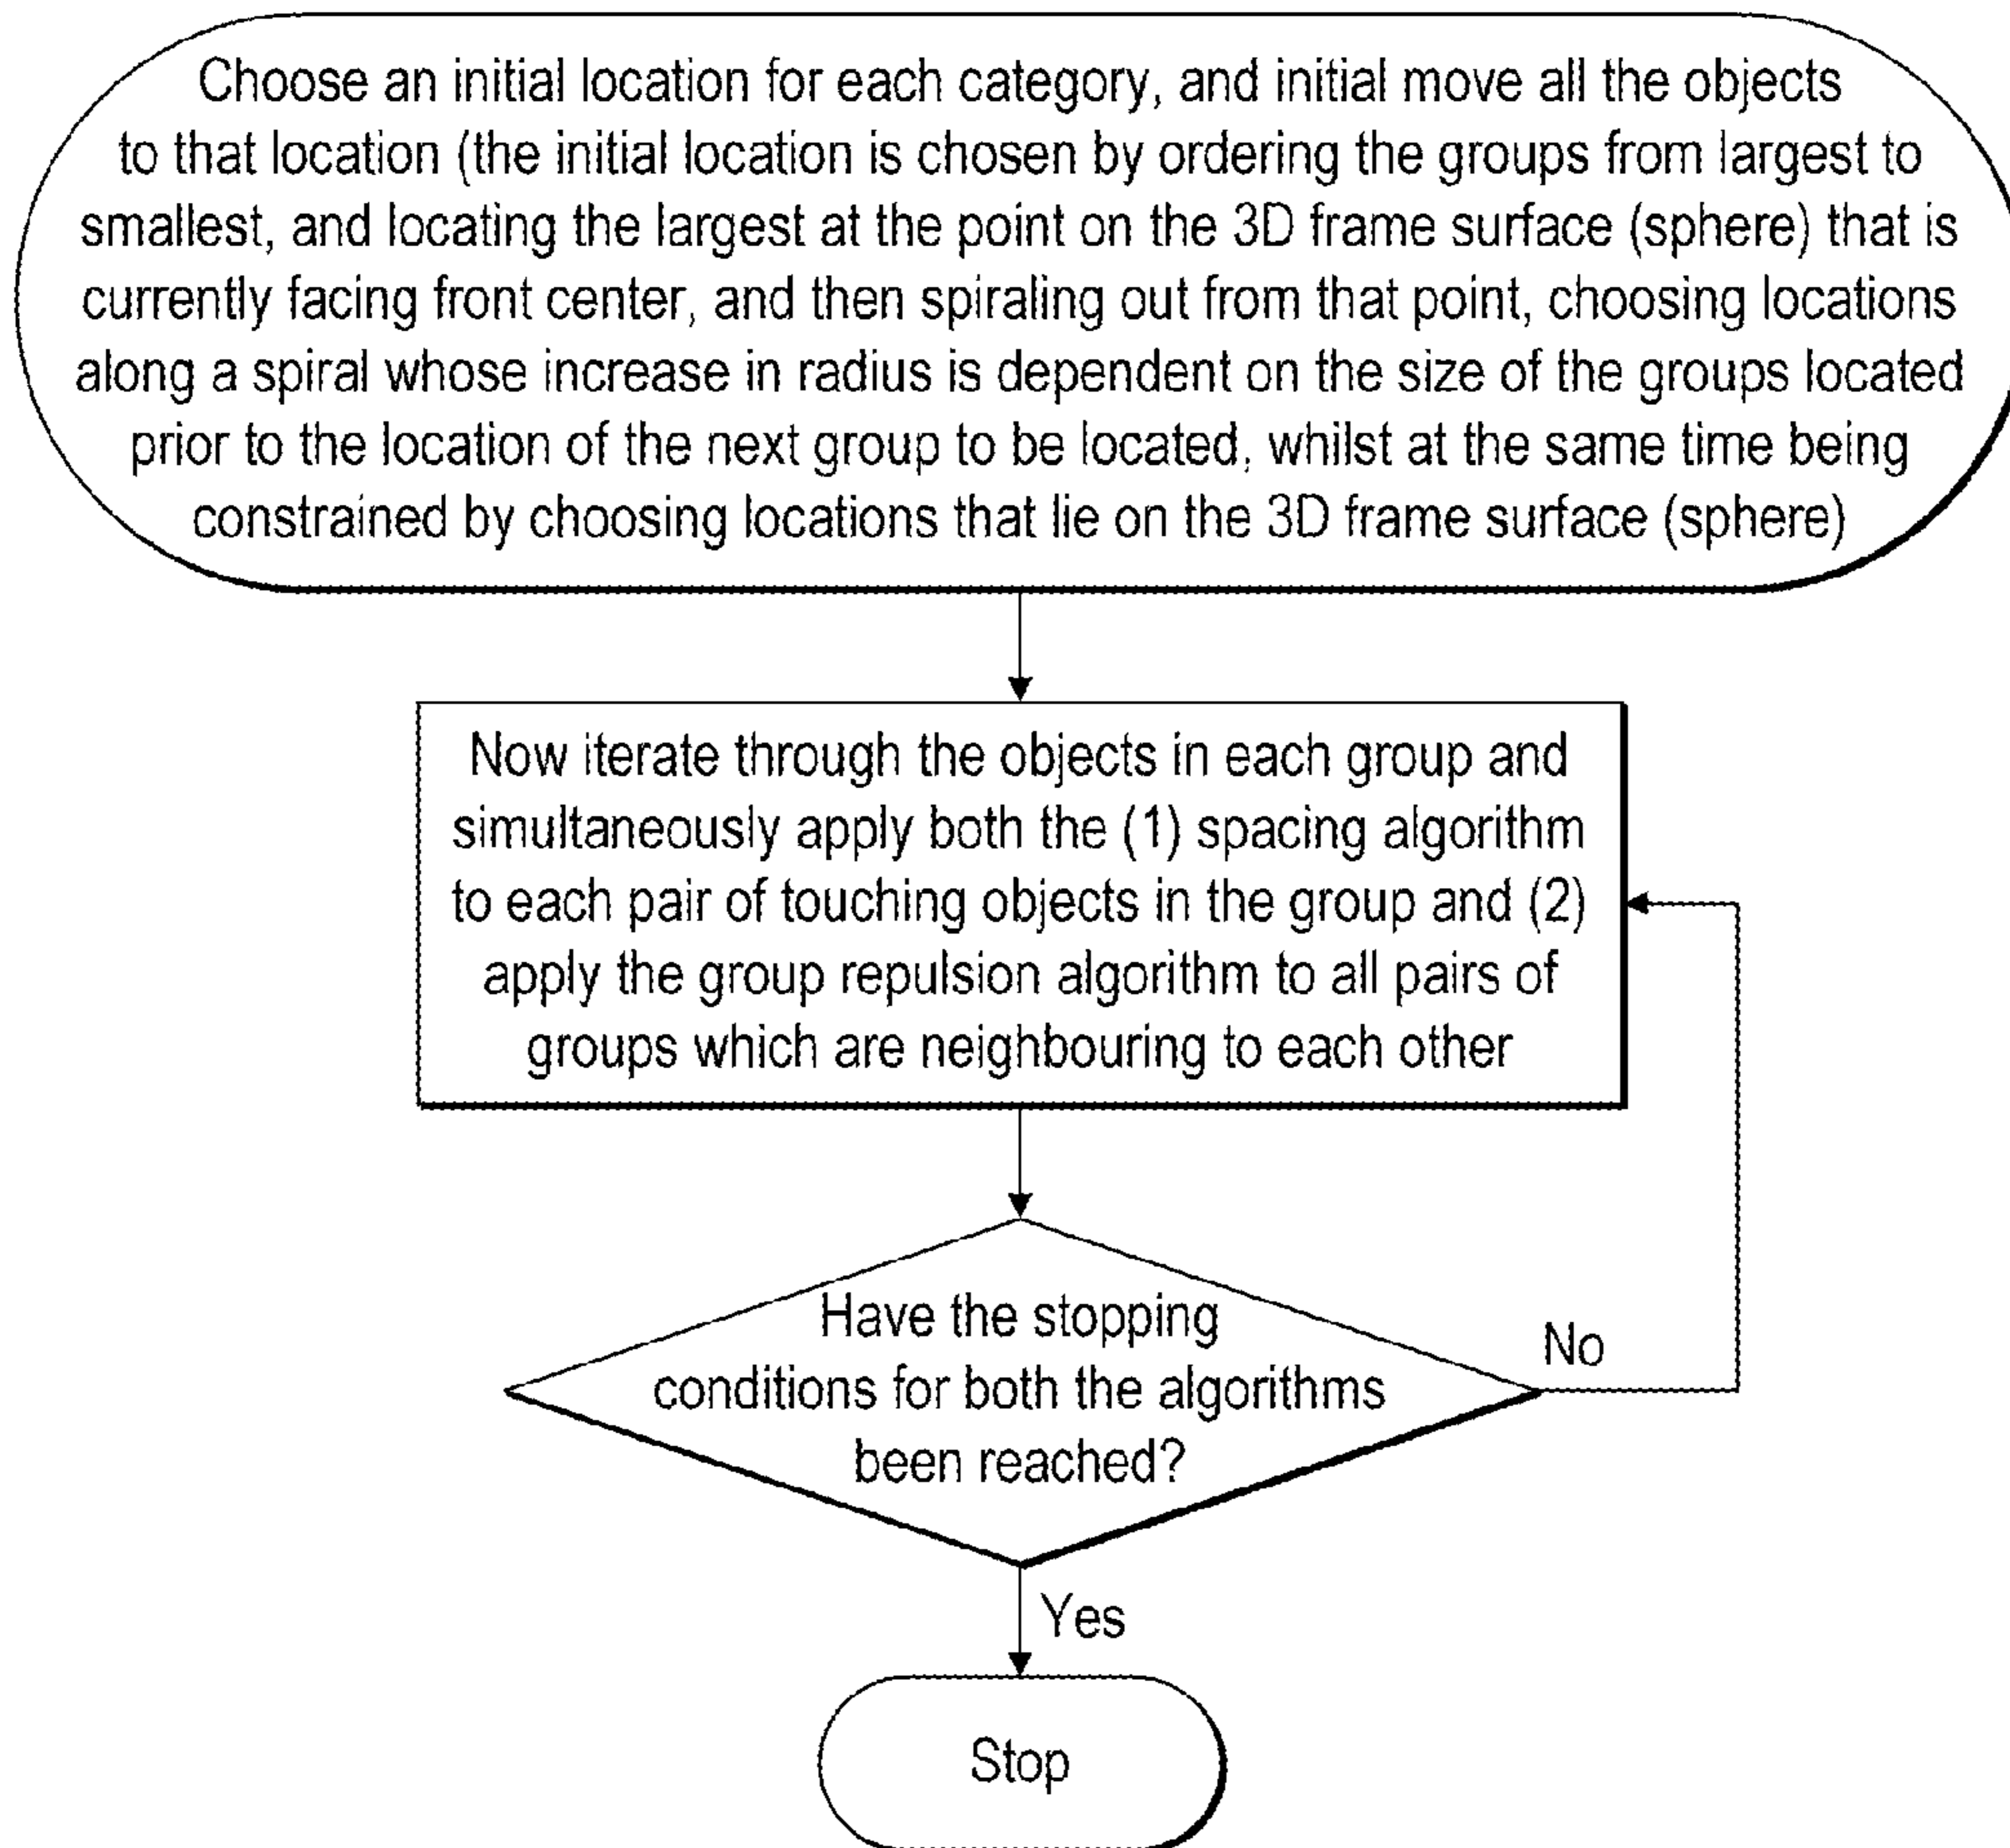 Choose an initial location for each category, and initial move all the objects
to that location (the initial location is chosen by ordering the groups from largest to
smallest, and locating the largest at the point on the 3D frame surface (sphere) that is
currently facing front center, and then spiraling out from that point, choosing locations
along a spiral whose increase in radius is dependent on the size of the groups located
prior to the location of the next group to be located, whilst at the same time being
constrained by choosing locations that lie on the 3D frame surface (sphere)
Now iterate through the objects in each group and
simultaneously apply both the (1) spacing algorithm
to each pair of touching objects in the group and (2)
apply the group repulsion algorithm to all pairs of
groups which are neighbouring to each other
Have the stopping
conditions for both the algorithms
been reached?
No
Yes
Stop